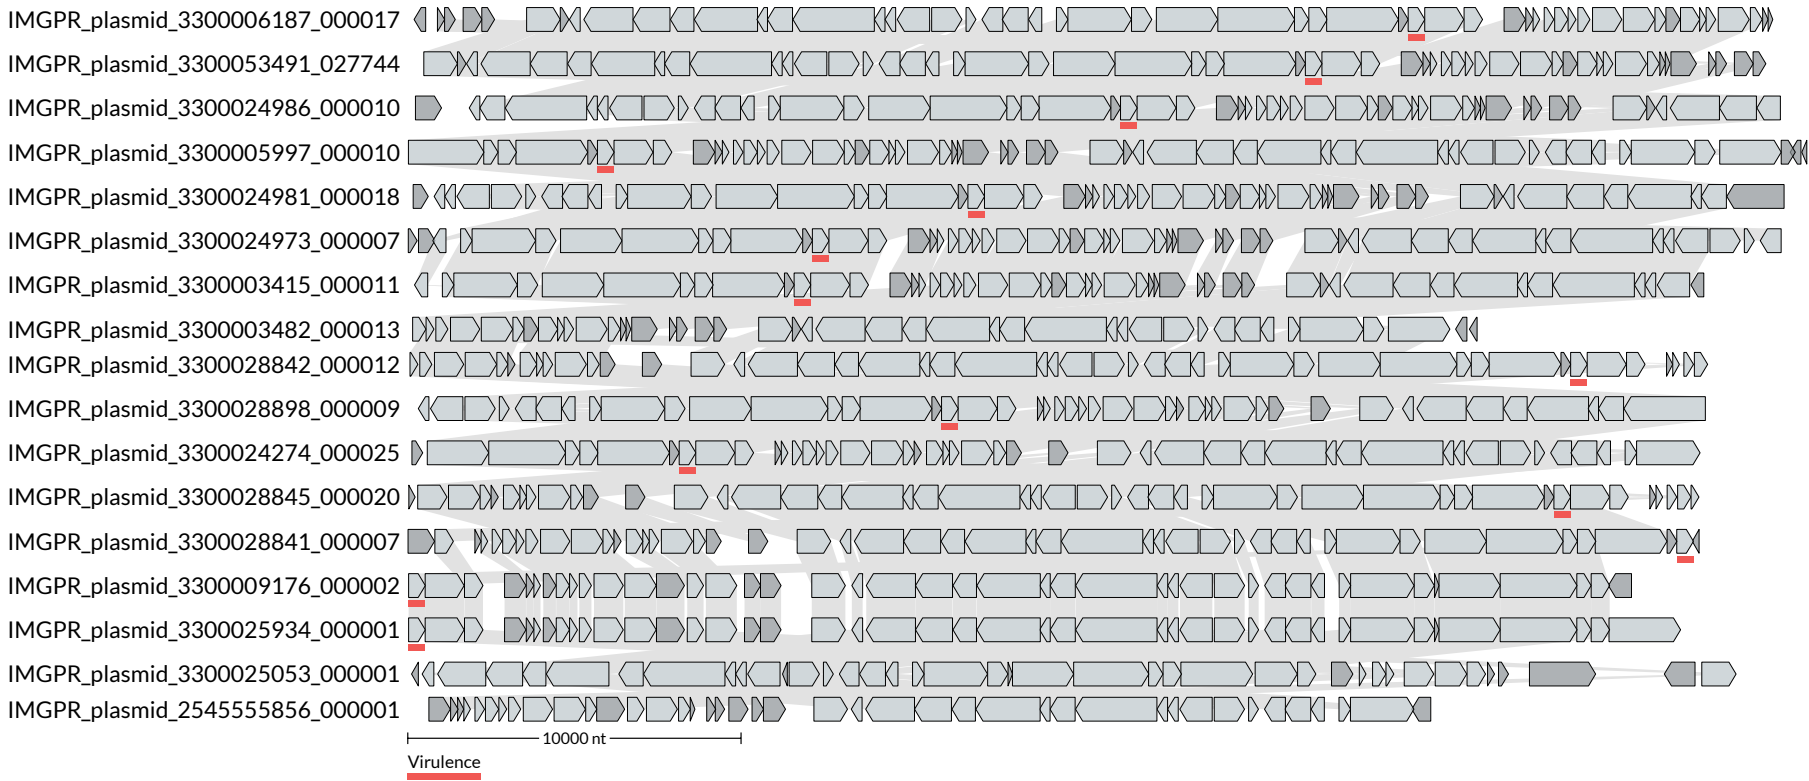 IMGPR_plasmid_3300006187_000017
IMGPR_plasmid_3300053491_027744
IMGPR_plasmid_3300024986_000010
IMGPR_plasmid_3300005997_000010
IMGPR_plasmid_3300024981_000018
IMGPR_plasmid_3300024973_000007
IMGPR_plasmid_3300003415_000011
IMGPR_plasmid_3300003482_000013
IMGPR_plasmid_3300028842_000012
IMGPR_plasmid_3300028898_000009
IMGPR_plasmid_3300024274_000025
IMGPR_plasmid_3300028845_000020
IMGPR_plasmid_3300028841_000007
IMGPR_plasmid_3300009176_000002
IMGPR_plasmid_3300025934_000001
IMGPR_plasmid_3300025053_000001
IMGPR_plasmid_2545555856_000001
10000 nt
Virulence